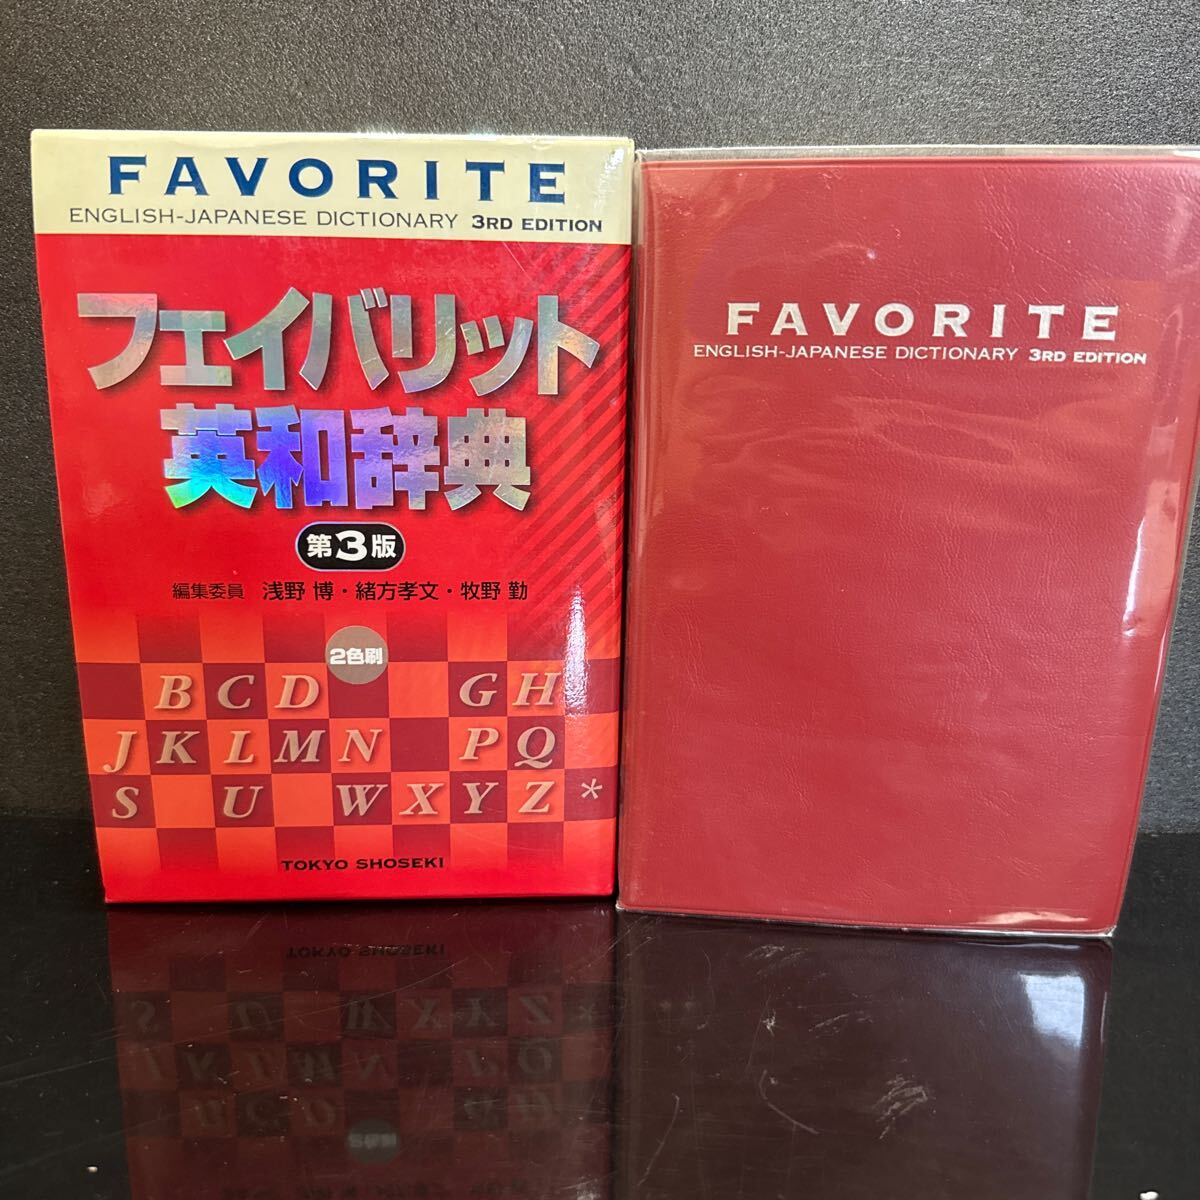 FAVORITE
ENGLISH-JAPANESE DICTIONARY 3RD EDITION
フェイバリット
英和辞典
第3版
編集委員 浅野 博・緒方孝文・牧野 勤
2色刷
B C D G H
J K L M N P Q
S U W X Y Z *
TOKYO SHOSEKI
FAVORITE
ENGLISH-JAPANESE DICTIONARY 3RD EDITION